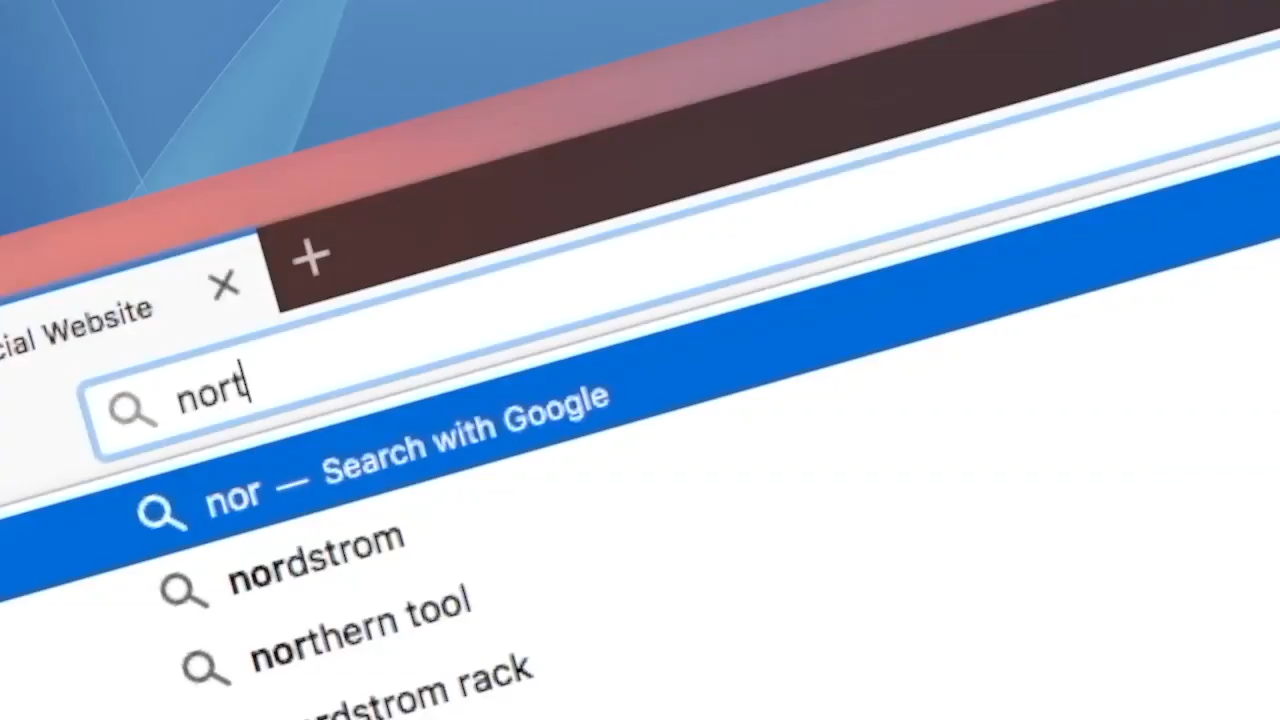 cial Website
nort
nor — Search with Google
nordstrom
northern tool
rdstrom rack